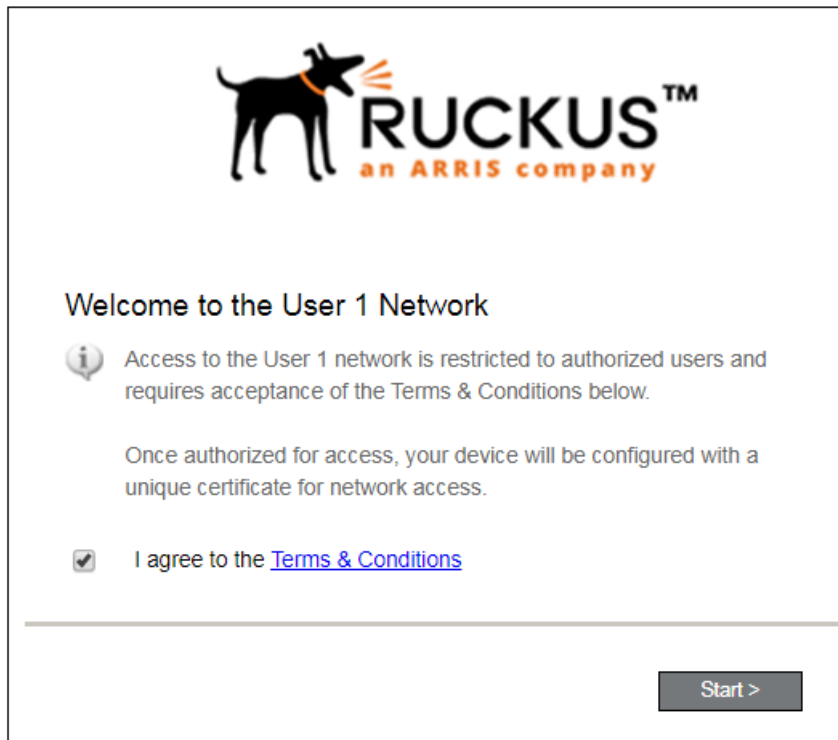 RUCKUS™
an ARRIS company
Welcome to the User 1 Network
Access to the User 1 network is restricted to authorized users and
requires acceptance of the Terms & Conditions below.
Once authorized for access, your device will be configured with a
unique certificate for network access.
I agree to the Terms & Conditions
Start >